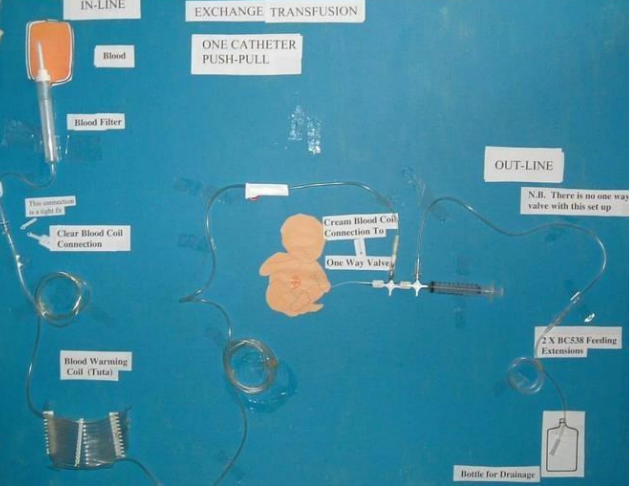 IN-LINE
EXCHANGE TRANSFUSION
ONE CATHETER
PUSH-PULL
Blood
Blood Filter
OUT-LINE
N.B. There is no one way
valve with this set up
This connection
is a tight fit
Clear Blood Coil
Connection
Cream Blood Coil
Connection To
One Way Valve
2 X BC538 Feeding
Extensions
Blood Warming
Coil (Tuta)
Bottle for Drainage